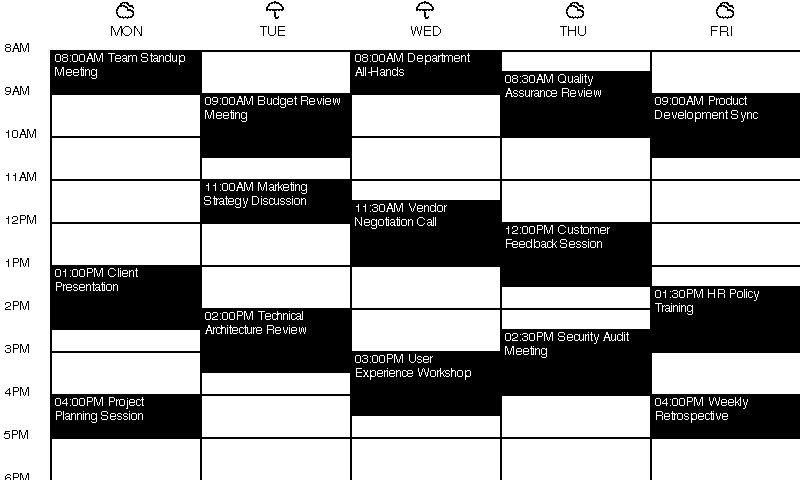 MON
TUE
WED
THU
FRI
8AM
9AM
10AM
11AM
12PM
1PM
2PM
3PM
4PM
5PM
6PM
08:00AM Team Standup
Meeting
01:00PM Client
Presentation
04:00PM Project
Planning Session
09:00AM Budget Review
Meeting
11:00AM Marketing
Strategy Discussion
02:00PM Technical
Architecture Review
08:00AM Department
All-Hands
11:30AM Vendor
Negotiation Call
03:00PM User
Experience Workshop
08:30AM Quality
Assurance Review
12:00PM Customer
Feedback Session
02:30PM Security Audit
Meeting
09:00AM Product
Development Sync
01:30PM HR Policy
Training
04:00PM Weekly
Retrospective